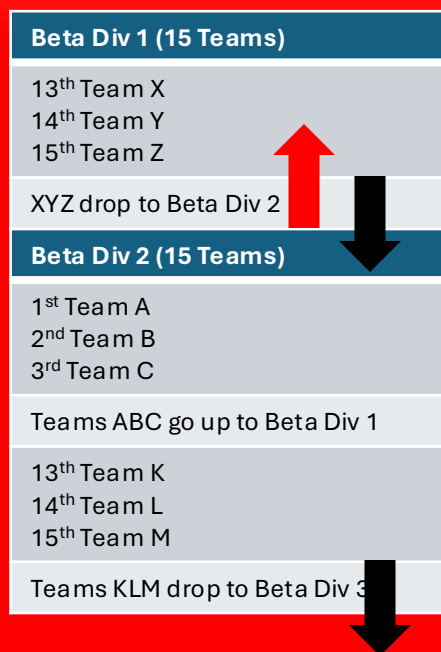 Beta Div 1 (15 Teams)
13th Team X
14th Team Y
15th Team Z
XYZ drop to Beta Div 2
Beta Div 2 (15 Teams)
1st Team A
2nd Team B
3rd Team C
Teams ABC go up to Beta Div 1
13th Team K
14th Team L
15th Team M
Teams KLM drop to Beta Div 3